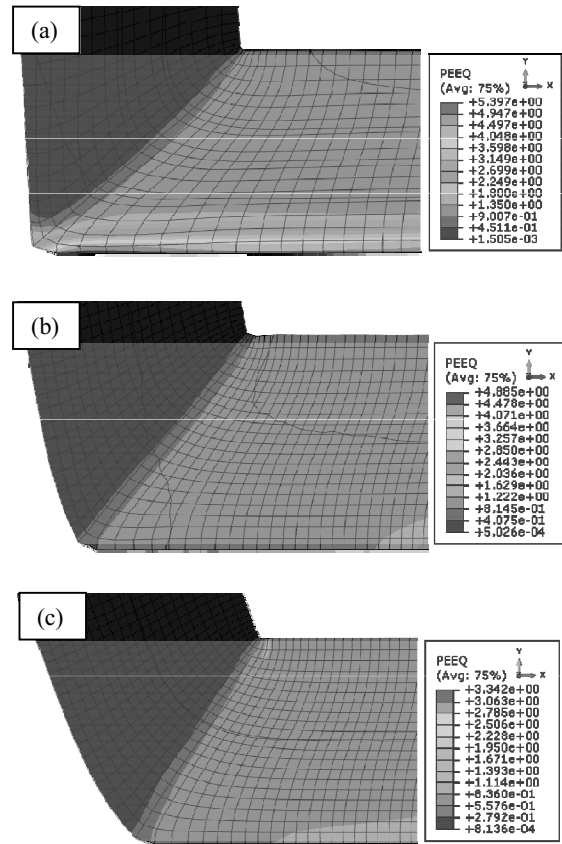 (a)
PEEQ
(Avg: 75%)
Y
X
+5.397e+00
+4.947e+00
+4.497e+00
+4.048e+00
+3.598e+00
+3.149e+00
+2.699e+00
+2.249e+00
+1.800e+00
+1.350e+00
+9.007e-01
+4.511e-01
+1.505e-03
(b)
PEEQ
(Avg: 75%)
Y
X
+4.885e+00
+4.478e+00
+4.071e+00
+3.664e+00
+3.257e+00
+2.850e+00
+2.443e+00
+2.036e+00
+1.629e+00
+1.222e+00
+8.145e-01
+4.075e-01
+5.026e-04
(c)
PEEQ
(Avg: 75%)
Y
X
+3.342e+00
+3.063e+00
+2.785e+00
+2.506e+00
+2.228e+00
+1.950e+00
+1.671e+00
+1.393e+00
+1.114e+00
+8.360e-01
+5.576e-01
+2.792e-01
+8.136e-04